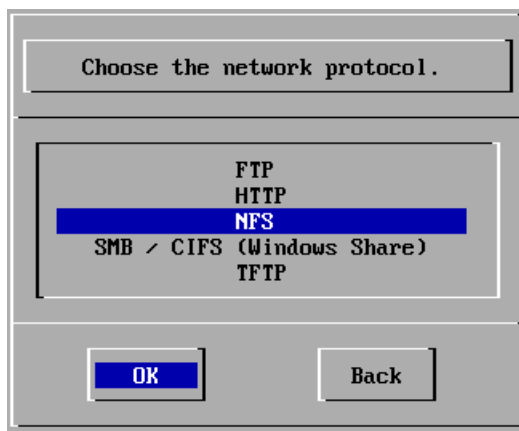 Choose the network protocol.
FTP
HTTP
NFS
SMB / CIFS (Windows Share)
TFTP
OK Back